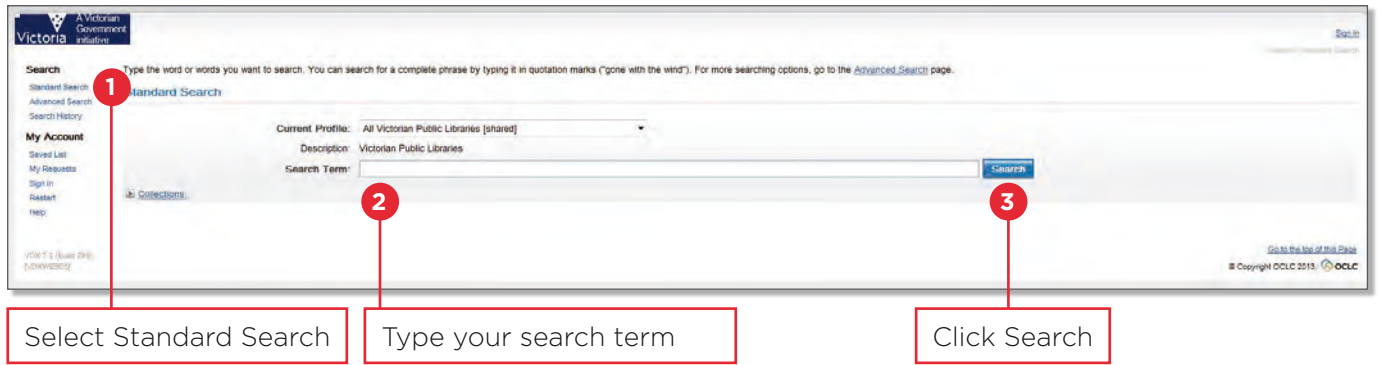 Victoria
A Victorian
Government
initiative
Sign In
Search
Standard Search
Advanced Search
Search History
My Account
Saved List
My Requests
Sign In
Restart
Help
Type the word or words you want to search. You can search for a complete phrase by typing it in quotation marks ("gone with the wind"). For more searching options, go to the Advanced Search page.
1
Standard Search
Current Profile: All Victorian Public Libraries [shared]
Description: Victorian Public Libraries
Search Term: Search
Collections
2
3
Go to the top of this Page
© Copyright OCLC 2013. OCLC
Select Standard Search
Type your search term
Click Search